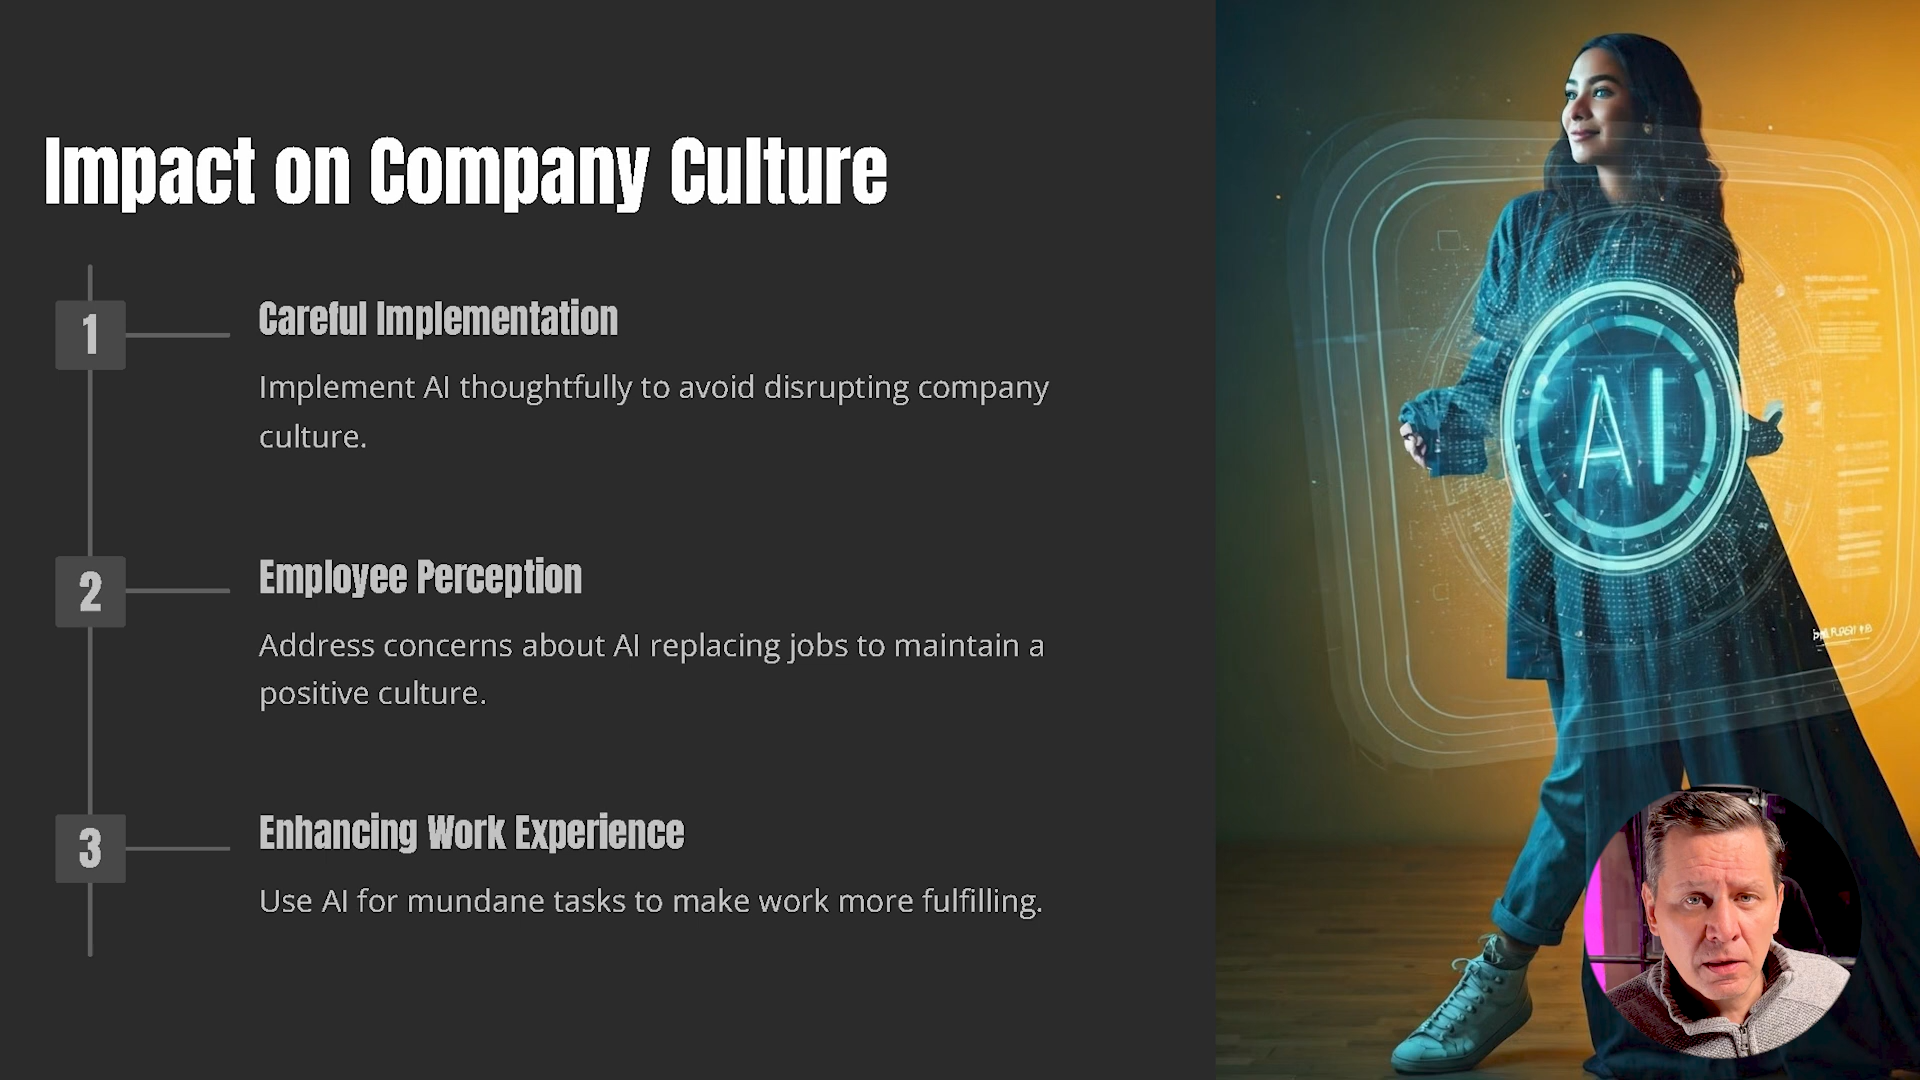 Impact on Company Culture
1
Careful Implementation
Implement AI thoughtfully to avoid disrupting company
culture.
2
Employee Perception
Address concerns about AI replacing jobs to maintain a
positive culture.
3
Enhancing Work Experience
Use AI for mundane tasks to make work more fulfilling.
AI